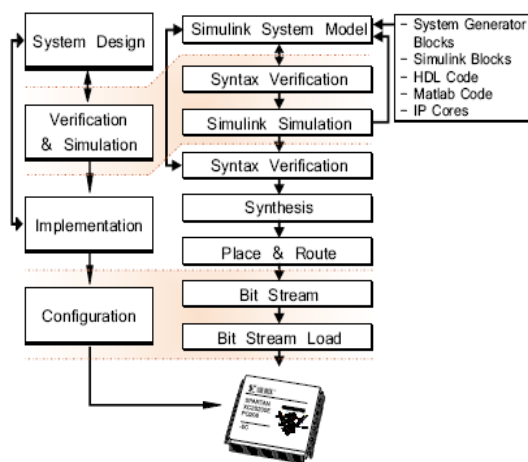 System Design
Verification
& Simulation
Implementation
Configuration
Simulink System Model
Syntax Verification
Simulink Simulation
Syntax Verification
Synthesis
Place & Route
Bit Stream
Bit Stream Load
– System Generator
Blocks
– Simulink Blocks
– HDL Code
– Matlab Code
– IP Cores
SPARTAN